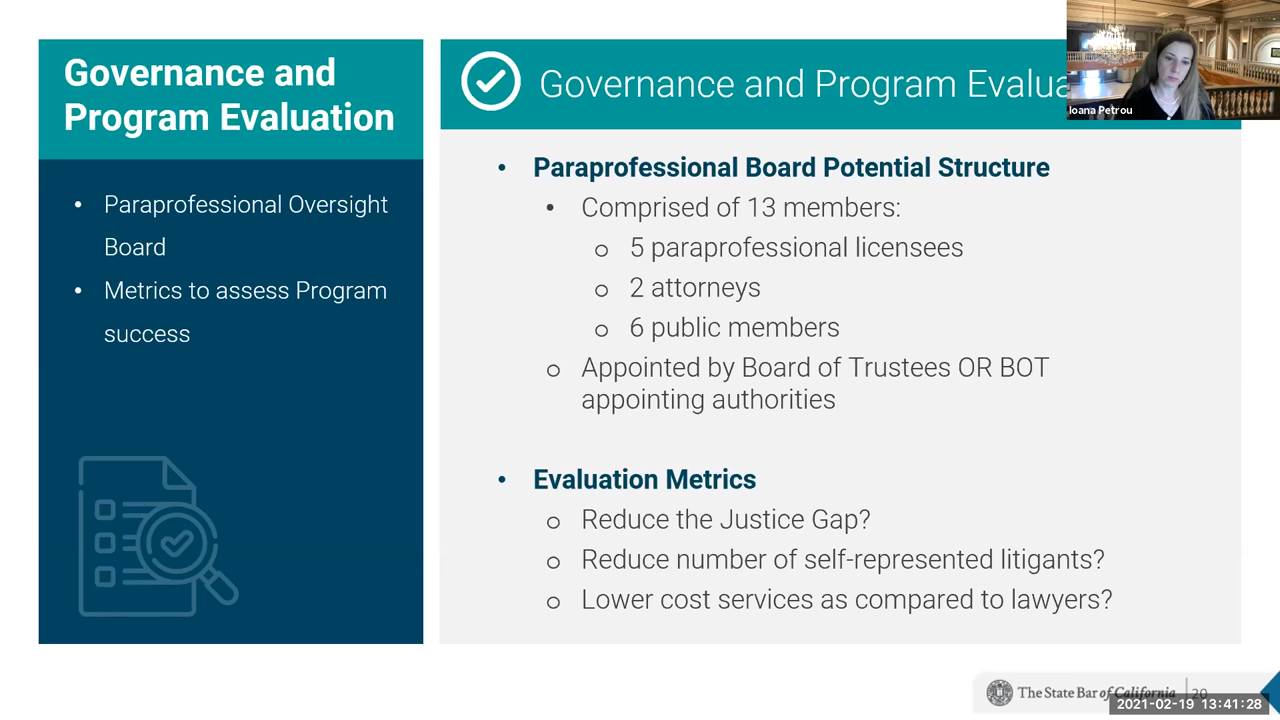 Governance and
Program Evaluation
• Paraprofessional Oversight
Board
• Metrics to assess Program
success
Governance and Program Evalua
Ioana Petrou
• Paraprofessional Board Potential Structure
• Comprised of 13 members:
o 5 paraprofessional licensees
o 2 attorneys
o 6 public members
o Appointed by Board of Trustees OR BOT
appointing authorities
• Evaluation Metrics
o Reduce the Justice Gap?
o Reduce number of self-represented litigants?
o Lower cost services as compared to lawyers?
The State Bar of California 20
2021-02-19 13:41:28